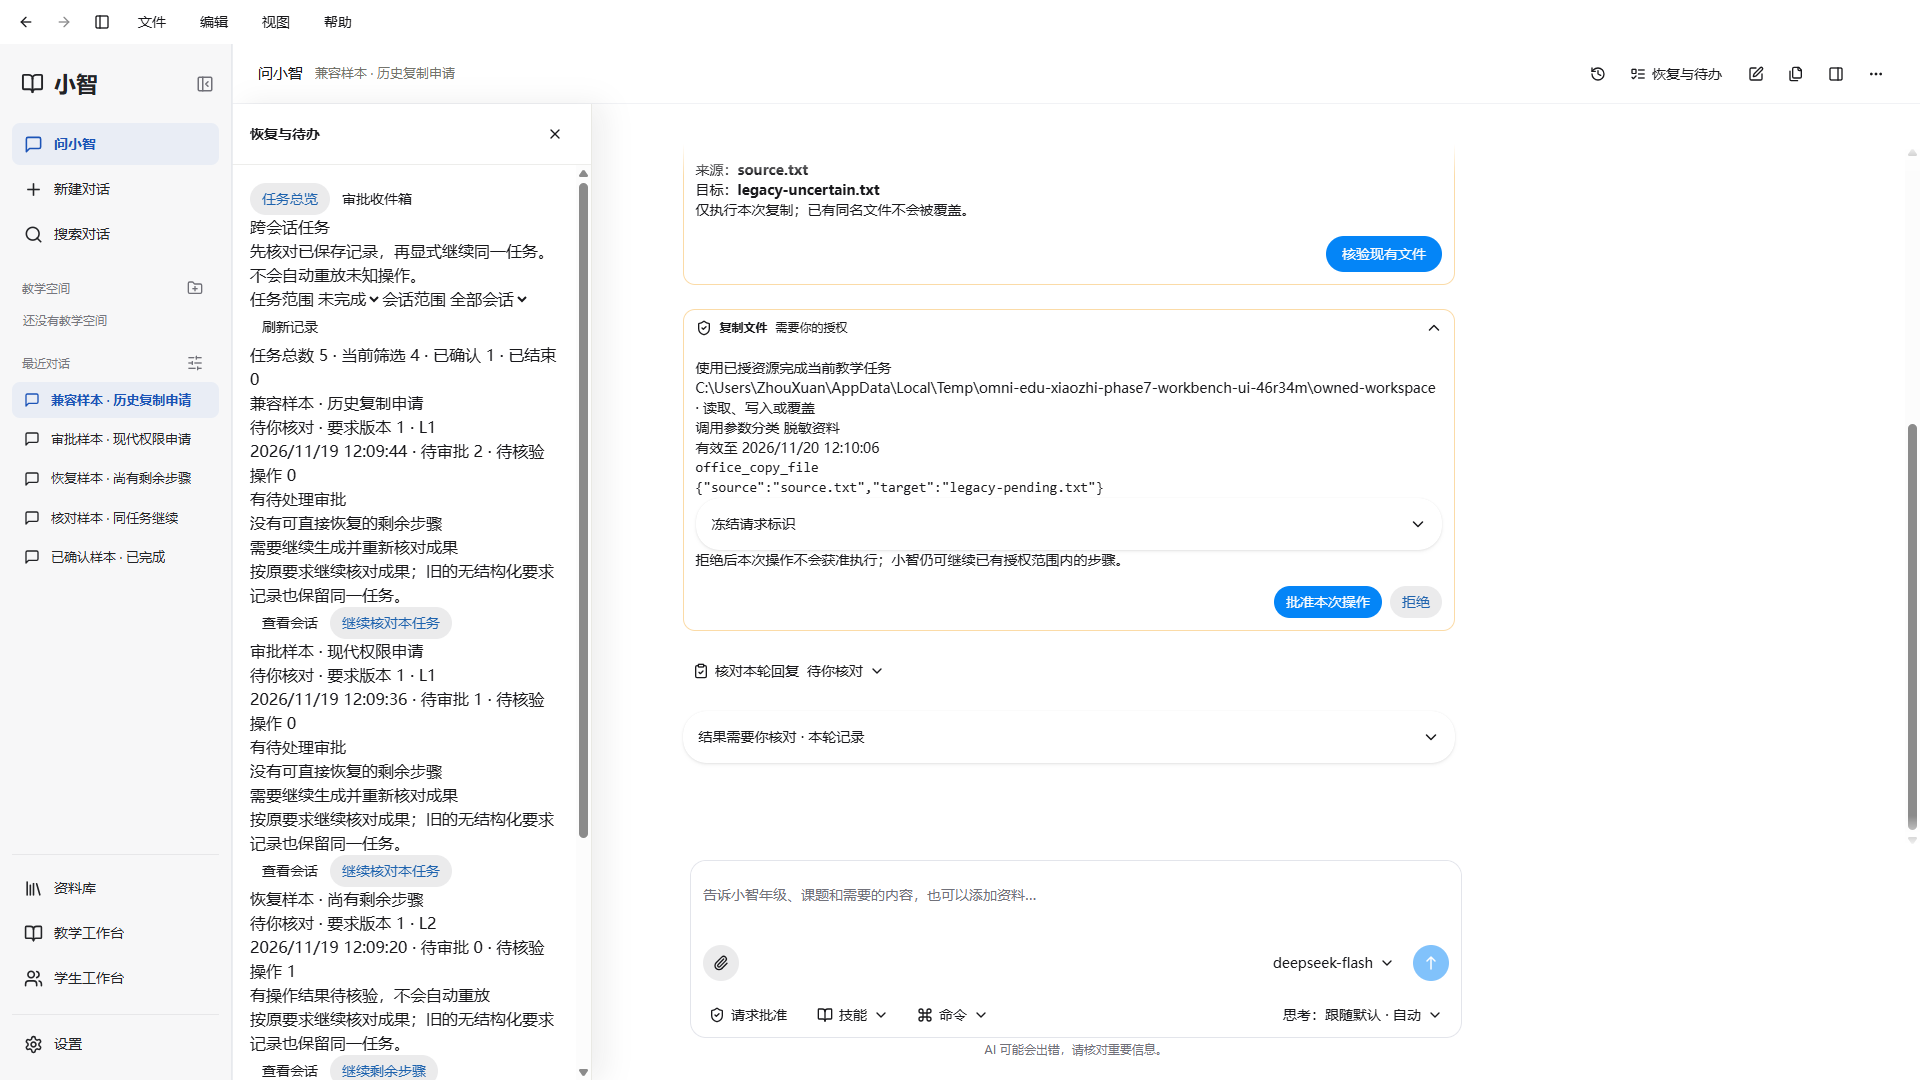 文件 编辑 视图 帮助
小智
问小智
新建对话
搜索对话
教学空间
还没有教学空间
最近对话
兼容样本 · 历史复制申请
审批样本 · 现代权限申请
恢复样本 · 尚有剩余步骤
核对样本 · 同任务继续
已确认样本 · 已完成
资料库
教学工作台
学生工作台
设置
问小智 兼容样本 · 历史复制申请
恢复与待办
恢复与待办
任务总览 审批收件箱
跨会话任务
先核对已保存记录，再显式继续同一任务。
不会自动重放未知操作。
任务范围 未完成 会话范围 全部会话
刷新记录
任务总数 5 · 当前筛选 4 · 已确认 1 · 已结束
0
兼容样本 · 历史复制申请
待你核对 · 要求版本 1 · L1
2026/11/19 12:09:44 · 待审批 2 · 待核验
操作 0
有待处理审批
没有可直接恢复的剩余步骤
需要继续生成并重新核对成果
按原要求继续核对成果；旧的无结构化要求
记录也保留同一任务。
查看会话 继续核对本任务
审批样本 · 现代权限申请
待你核对 · 要求版本 1 · L1
2026/11/19 12:09:36 · 待审批 1 · 待核验
操作 0
有待处理审批
没有可直接恢复的剩余步骤
需要继续生成并重新核对成果
按原要求继续核对成果；旧的无结构化要求
记录也保留同一任务。
查看会话 继续核对本任务
恢复样本 · 尚有剩余步骤
待你核对 · 要求版本 1 · L2
2026/11/19 12:09:20 · 待审批 0 · 待核验
操作 1
有操作结果待核验，不会自动重放
按原要求继续核对成果；旧的无结构化要求
记录也保留同一任务。
查看会话 继续剩余步骤
来源：source.txt
目标：legacy-uncertain.txt
仅执行本次复制；已有同名文件不会被覆盖。
核验现有文件
复制文件 需要你的授权
使用已授资源完成当前教学任务
C:\Users\ZhouXuan\AppData\Local\Temp\omni-edu-xiaozhi-phase7-workbench-ui-46r34m\owned-workspace
· 读取、写入或覆盖
调用参数分类 脱敏资料
有效至 2026/11/20 12:10:06
office_copy_file
{"source":"source.txt","target":"legacy-pending.txt"}
冻结请求标识
拒绝后本次操作不会获准执行；小智仍可继续已有授权范围内的步骤。
批准本次操作 拒绝
核对本轮回复 待你核对
结果需要你核对 · 本轮记录
告诉小智年级、课题和需要的内容，也可以添加资料...
deepseek-flash
请求批准 技能 命令 思考：跟随默认 · 自动
AI 可能会出错，请核对重要信息。